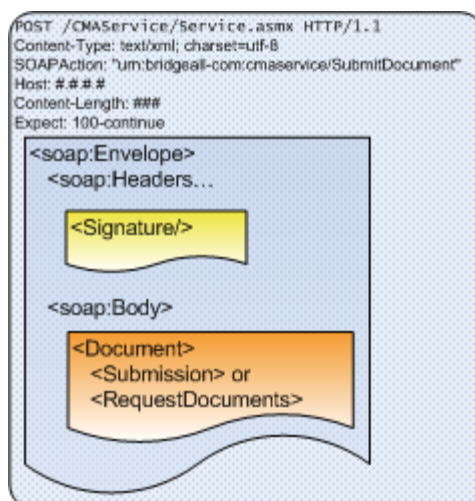 POST /CMAService/Service.asmx HTTP/1.1
Content-Type: text/xml; charset=utf-8
SOAPAction: "urn:bridgeall-com:cmaservice/SubmitDocument"
Host: #.#.#.#
Content-Length: ###
Expect: 100-continue
<soap:Envelope>
<soap:Headers...
<Signature/>
<soap:Body>
<Document>
<Submission> or
<RequestDocuments>